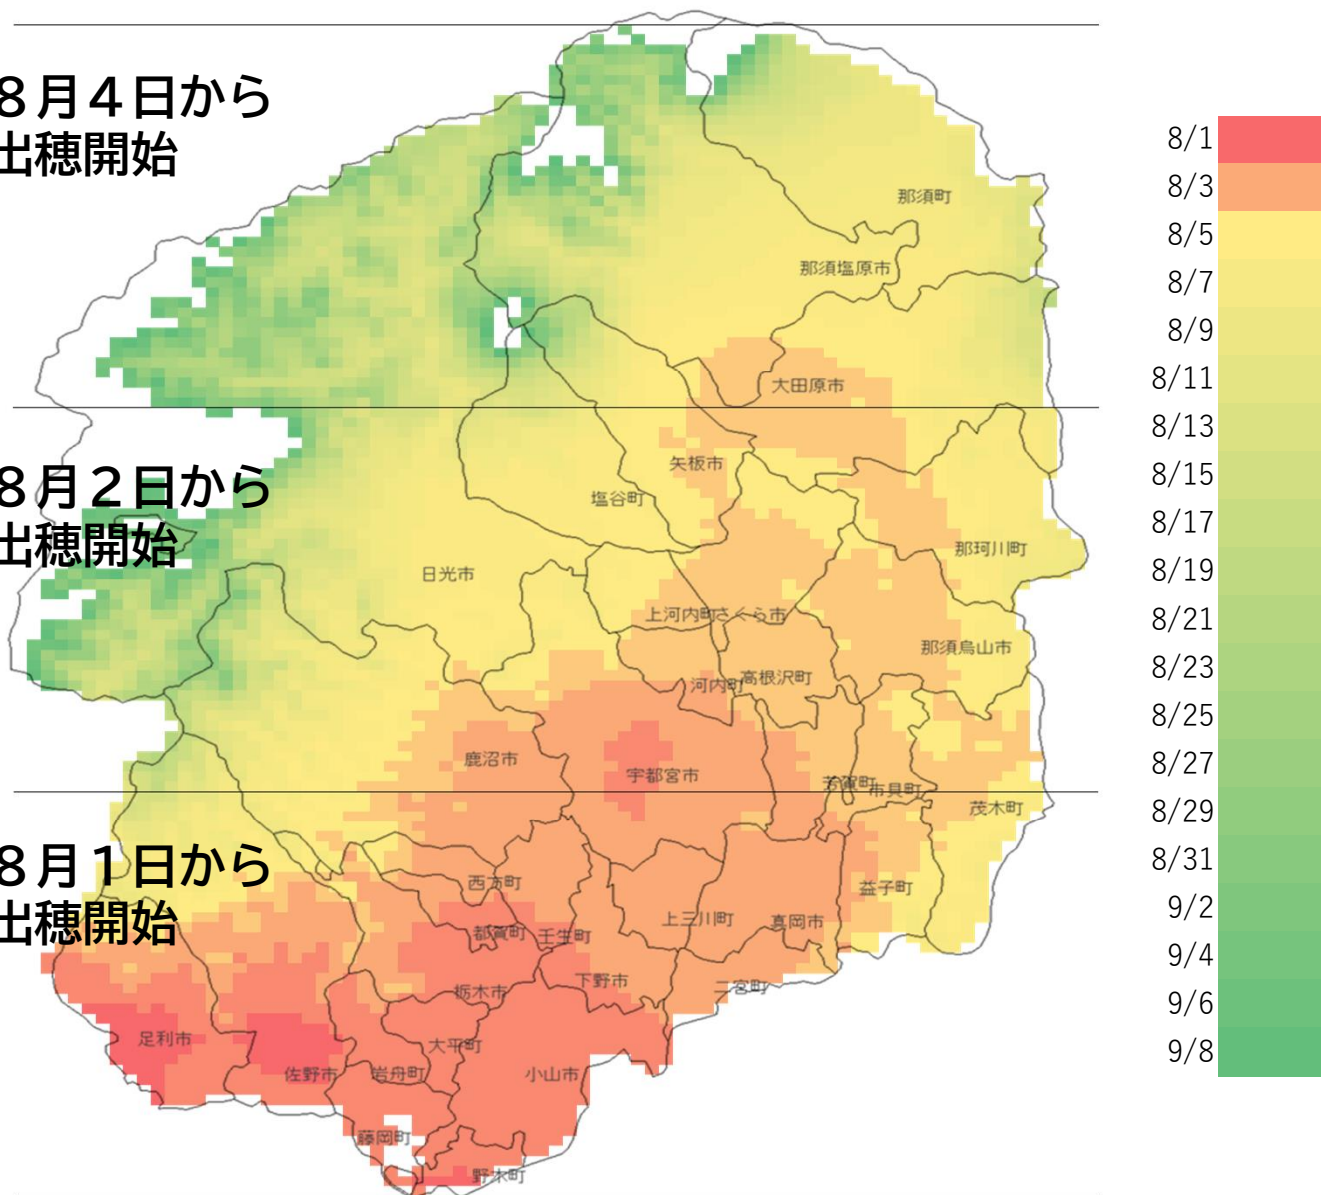 ８月４日から
出穂開始
８月２日から
出穂開始
８月１日から
出穂開始
那須町
那須塩原市
大田原市
矢板市
塩谷町
那珂川町
日光市
上河内町
さくら市
那須烏山市
高根沢町
河内町
鹿沼市
宇都宮市
芳賀町
市貝町
茂木町
西方町
益子町
上三川町
真岡市
都賀町
壬生町
下野市
二宮町
栃木市
足利市
大平町
佐野市
岩舟町
小山市
藤岡町
野木町
8/1
8/3
8/5
8/7
8/9
8/11
8/13
8/15
8/17
8/19
8/21
8/23
8/25
8/27
8/29
8/31
9/2
9/4
9/6
9/8